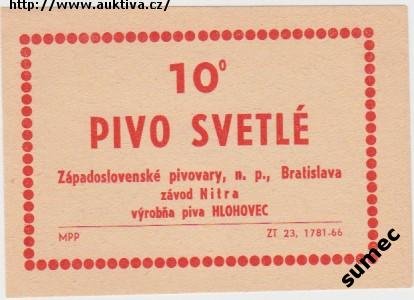 http://www.auktiva.cz/
10°
PIVO SVETLÉ
Západoslovenské pivovary, n. p., Bratislava
závod Nitra
výrobňa piva HLOHOVEC
MPP ZT 23, 1781-66
sumec